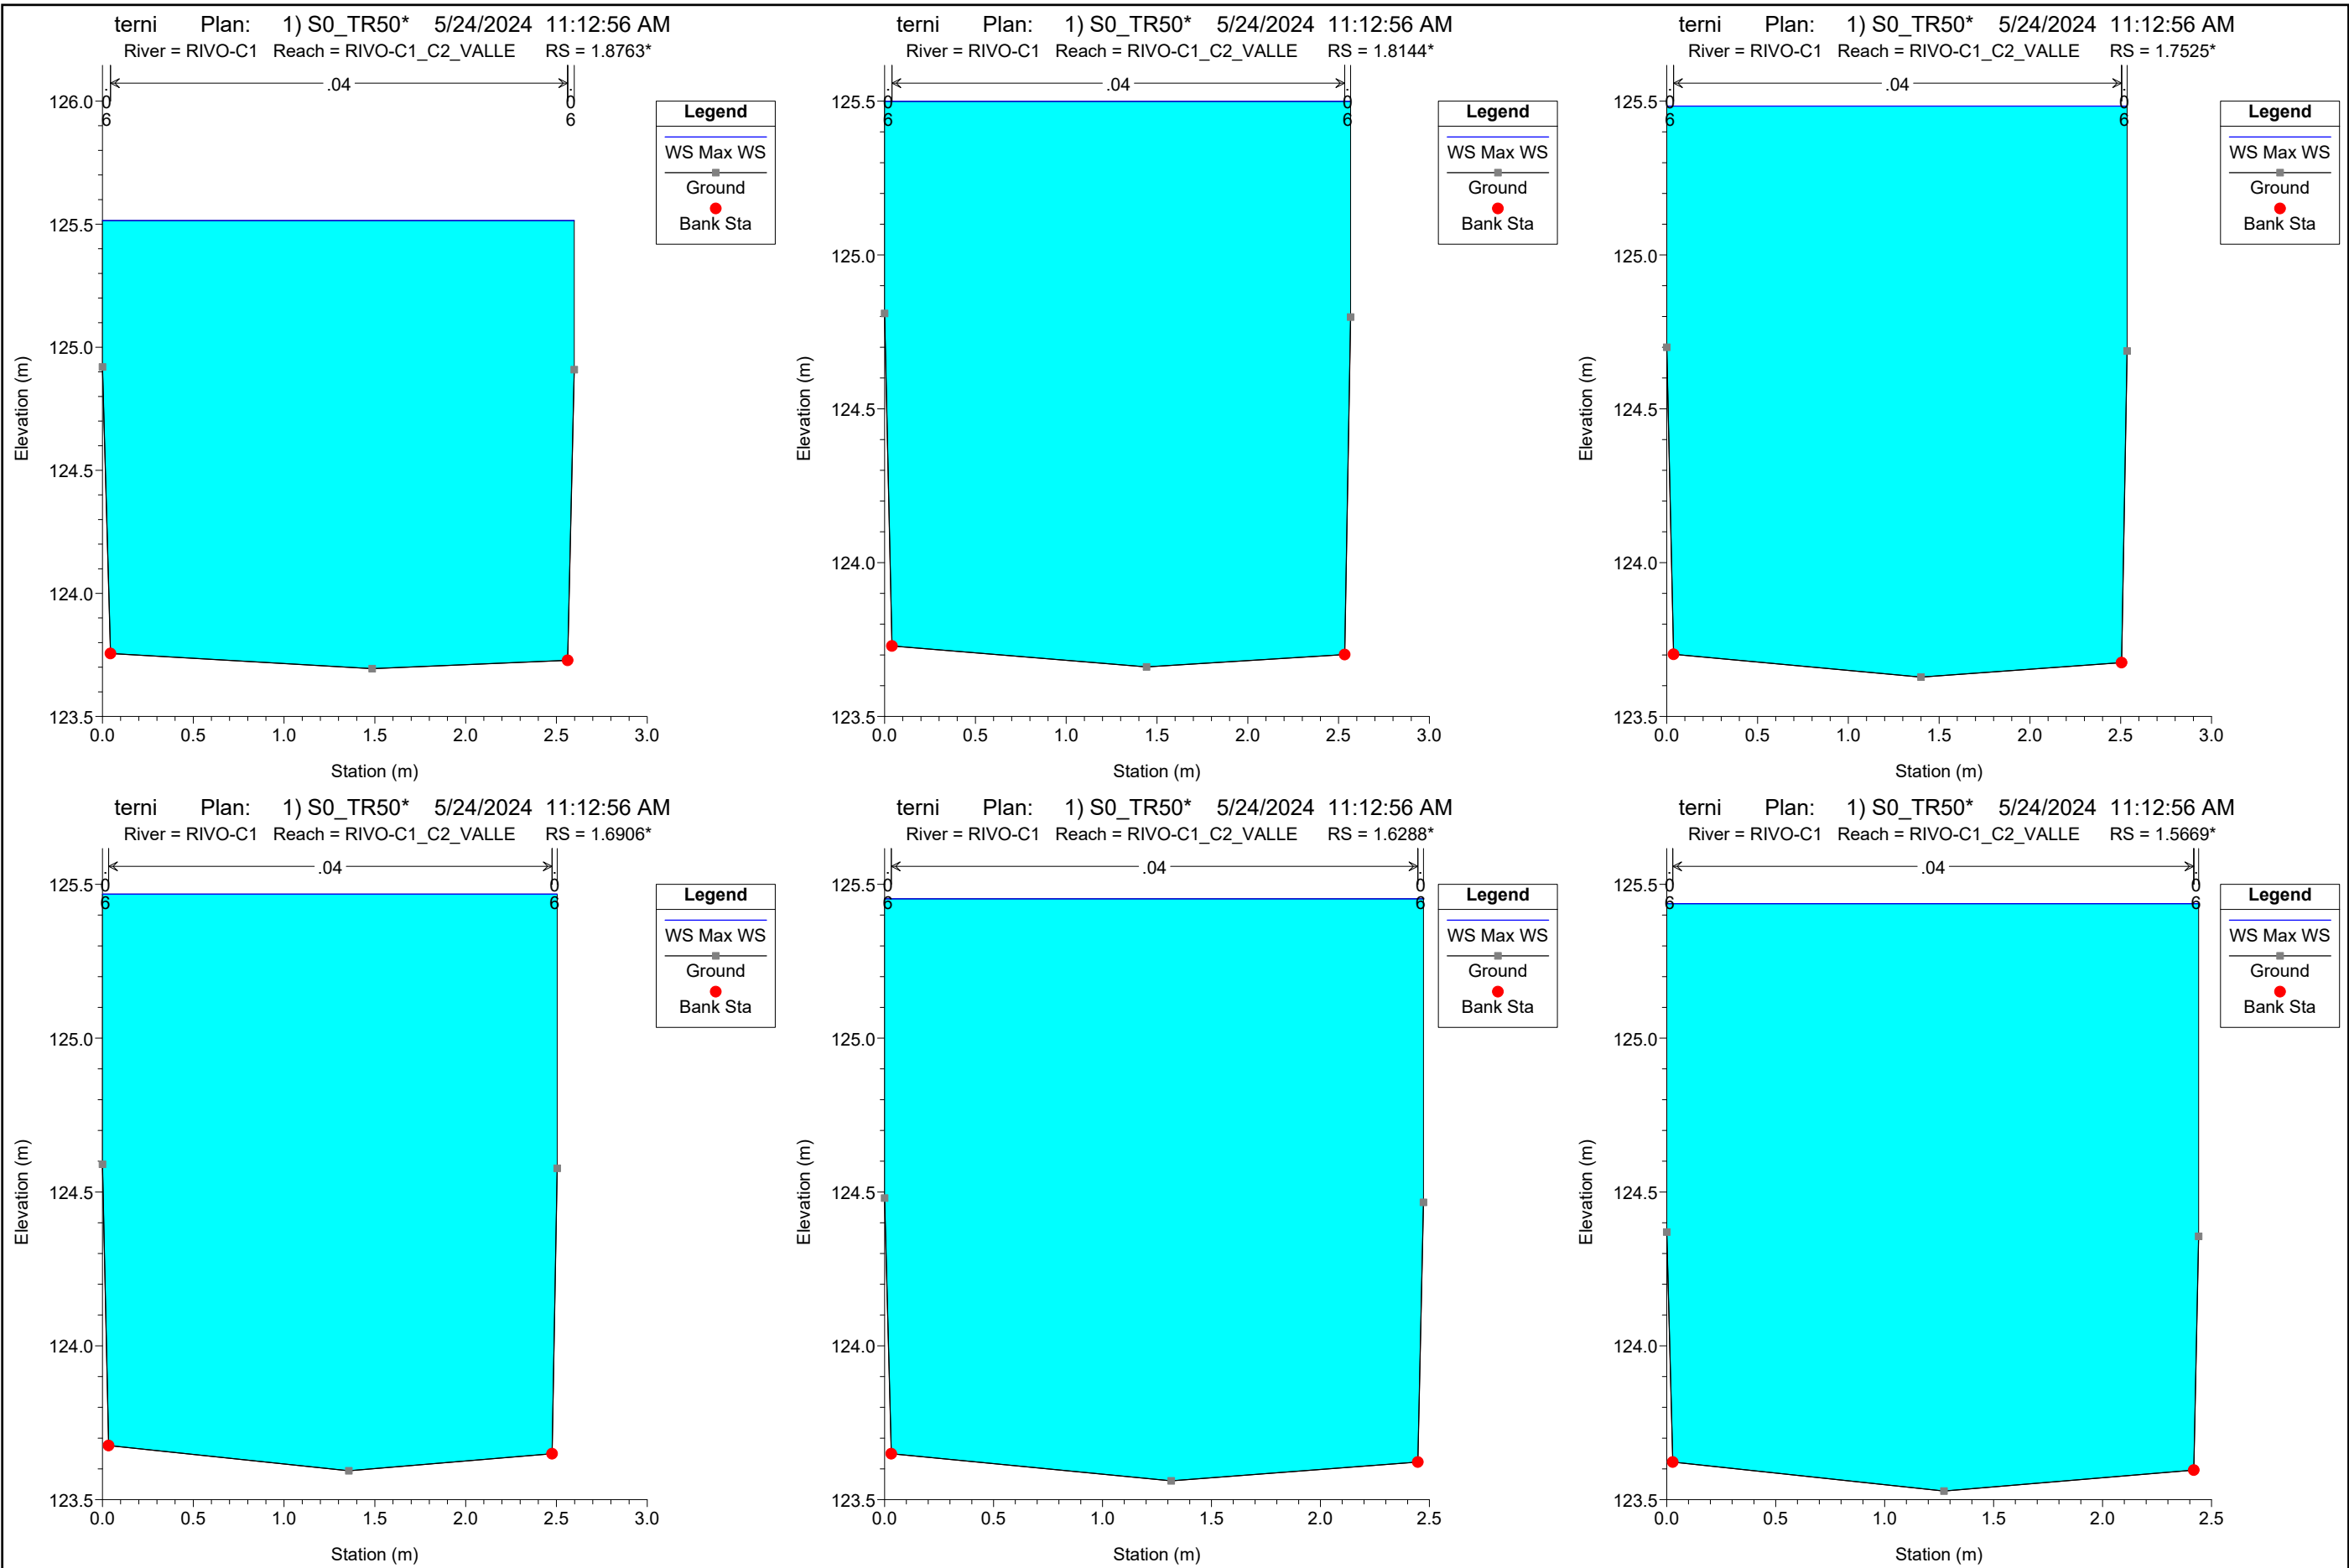 terni Plan: 1) S0_TR50* 5/24/2024 11:12:56 AM
River = RIVO-C1 Reach = RIVO-C1_C2_VALLE RS = 1.8763*
.06
.04
.06
126.0
125.5
125.0
124.5
124.0
123.5
0.0 0.5 1.0 1.5 2.0 2.5 3.0
Station (m)
Elevation (m)
Legend
WS Max WS
Ground
Bank Sta
terni Plan: 1) S0_TR50* 5/24/2024 11:12:56 AM
River = RIVO-C1 Reach = RIVO-C1_C2_VALLE RS = 1.8144*
.06
.04
.06
125.5
125.0
124.5
124.0
123.5
0.0 0.5 1.0 1.5 2.0 2.5 3.0
Station (m)
Elevation (m)
Legend
WS Max WS
Ground
Bank Sta
terni Plan: 1) S0_TR50* 5/24/2024 11:12:56 AM
River = RIVO-C1 Reach = RIVO-C1_C2_VALLE RS = 1.7525*
.06
.04
.06
125.5
125.0
124.5
124.0
123.5
0.0 0.5 1.0 1.5 2.0 2.5 3.0
Station (m)
Elevation (m)
Legend
WS Max WS
Ground
Bank Sta
terni Plan: 1) S0_TR50* 5/24/2024 11:12:56 AM
River = RIVO-C1 Reach = RIVO-C1_C2_VALLE RS = 1.6906*
.06
.04
.06
125.5
125.0
124.5
124.0
123.5
0.0 0.5 1.0 1.5 2.0 2.5 3.0
Station (m)
Elevation (m)
Legend
WS Max WS
Ground
Bank Sta
terni Plan: 1) S0_TR50* 5/24/2024 11:12:56 AM
River = RIVO-C1 Reach = RIVO-C1_C2_VALLE RS = 1.6288*
.06
.04
.06
125.5
125.0
124.5
124.0
123.5
0.0 0.5 1.0 1.5 2.0 2.5
Station (m)
Elevation (m)
Legend
WS Max WS
Ground
Bank Sta
terni Plan: 1) S0_TR50* 5/24/2024 11:12:56 AM
River = RIVO-C1 Reach = RIVO-C1_C2_VALLE RS = 1.5669*
.06
.04
.06
125.5
125.0
124.5
124.0
123.5
0.0 0.5 1.0 1.5 2.0 2.5
Station (m)
Elevation (m)
Legend
WS Max WS
Ground
Bank Sta